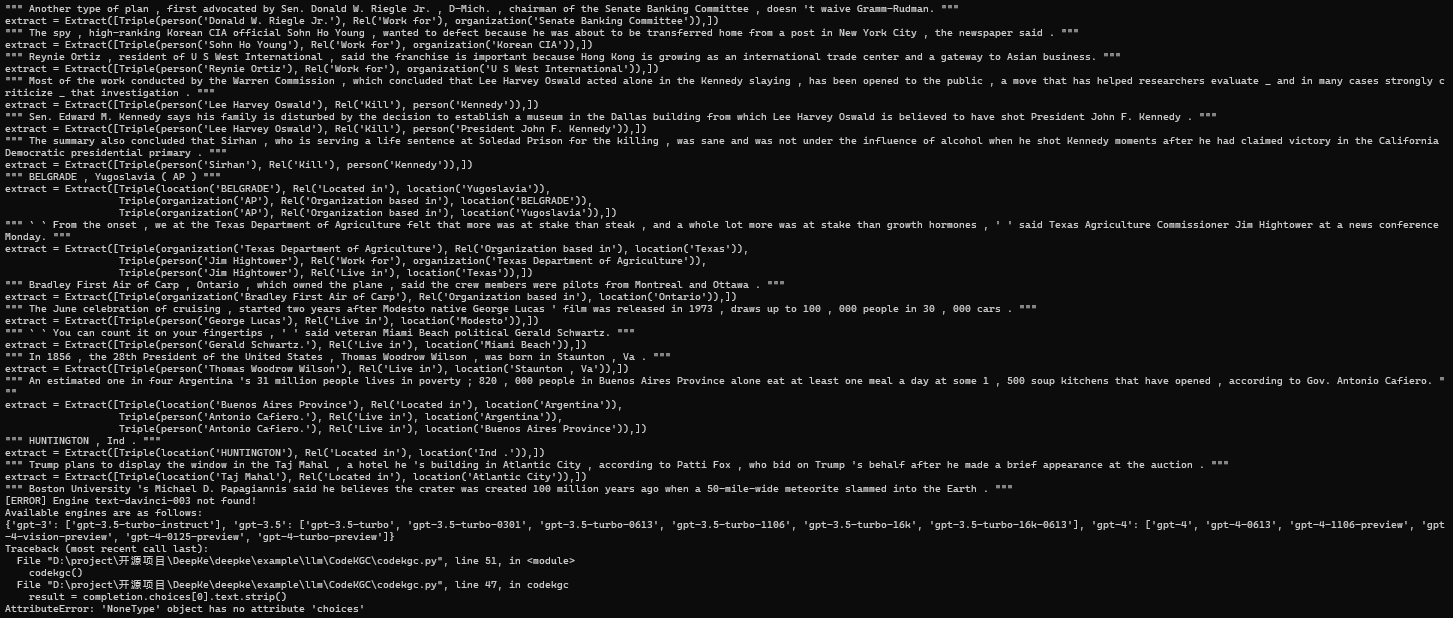 """ Another type of plan , first advocated by Sen. Donald W. Riegle Jr. , D-Mich. , chairman of the Senate Banking Committee , doesn 't waive Gramm-Rudman. """
extract = Extract([Triple(person('Donald W. Riegle Jr.'), Rel('Work for'), organization('Senate Banking Committee')),])
""" The spy , high-ranking Korean CIA official Sohn Ho Young , wanted to defect because he was about to be transferred home from a post in New York City , the newspaper said . """
extract = Extract([Triple(person('Sohn Ho Young'), Rel('Work for'), organization('Korean CIA')),])
""" Reynie Ortiz , resident of U S West International , said the franchise is important because Hong Kong is growing as an international trade center and a gateway to Asian business. """
extract = Extract([Triple(person('Reynie Ortiz'), Rel('Work for'), organization('U S West International')),])
""" Most of the work conducted by the Warren Commission , which concluded that Lee Harvey Oswald acted alone in the Kennedy slaying , has been opened to the public , a move that has helped researchers evaluate _ and in many cases strongly c
riticize _ that investigation . """
extract = Extract([Triple(person('Lee Harvey Oswald'), Rel('Kill'), person('Kennedy')),])
""" Sen. Edward M. Kennedy says his family is disturbed by the decision to establish a museum in the Dallas building from which Lee Harvey Oswald is believed to have shot President John F. Kennedy . """
extract = Extract([Triple(person('Lee Harvey Oswald'), Rel('Kill'), person('President John F. Kennedy')),])
""" The summary also concluded that Sirhan , who is serving a life sentence at Soledad Prison for the killing , was sane and was not under the influence of alcohol when he shot Kennedy moments after he had claimed victory in the California
Democratic presidential primary . """
extract = Extract([Triple(person('Sirhan'), Rel('Kill'), person('Kennedy')),])
""" BELGRADE , Yugoslavia ( AP ) """
extract = Extract([Triple(location('BELGRADE'), Rel('Located in'), location('Yugoslavia')),
Triple(organization('AP'), Rel('Organization based in'), location('BELGRADE')),
Triple(organization('AP'), Rel('Organization based in'), location('Yugoslavia')),])
""" ` ` From the onset , we at the Texas Department of Agriculture felt that more was at stake than steak , and a whole lot more was at stake than growth hormones , ' ' said Texas Agriculture Commissioner Jim Hightower at a news conference
Monday. """
extract = Extract([Triple(organization('Texas Department of Agriculture'), Rel('Organization based in'), location('Texas')),
Triple(person('Jim Hightower'), Rel('Work for'), organization('Texas Department of Agriculture')),
Triple(person('Jim Hightower'), Rel('Live in'), location('Texas')),])
""" Bradley First Air of Carp , Ontario , which owned the plane , said the crew members were pilots from Montreal and Ottawa . """
extract = Extract([Triple(organization('Bradley First Air of Carp'), Rel('Organization based in'), location('Ontario')),])
""" The June celebration of cruising , started two years after Modesto native George Lucas ' film was released in 1973 , draws up to 100 , 000 people in 30 , 000 cars . """
extract = Extract([Triple(person('George Lucas'), Rel('Live in'), location('Modesto')),])
""" ` ` You can count it on your fingertips , ' ' said veteran Miami Beach political Gerald Schwartz. """
extract = Extract([Triple(person('Gerald Schwartz.'), Rel('Live in'), location('Miami Beach')),])
""" In 1856 , the 28th President of the United States , Thomas Woodrow Wilson , was born in Staunton , Va . """
extract = Extract([Triple(person('Thomas Woodrow Wilson'), Rel('Live in'), location('Staunton , Va')),])
""" An estimated one in four Argentina 's 31 million people lives in poverty ; 820 , 000 people in Buenos Aires Province alone eat at least one meal a day at some 1 , 500 soup kitchens that have opened , according to Gov. Antonio Cafiero. "
""
extract = Extract([Triple(location('Buenos Aires Province'), Rel('Located in'), location('Argentina')),
Triple(person('Antonio Cafiero.'), Rel('Live in'), location('Argentina')),
Triple(person('Antonio Cafiero.'), Rel('Live in'), location('Buenos Aires Province')),])
""" HUNTINGTON , Ind . """
extract = Extract([Triple(location('HUNTINGTON'), Rel('Located in'), location('Ind .')),])
""" Trump plans to display the window in the Taj Mahal , a hotel he 's building in Atlantic City , according to Patti Fox , who bid on Trump 's behalf after he made a brief appearance at the auction . """
extract = Extract([Triple(location('Taj Mahal'), Rel('Located in'), location('Atlantic City')),])
""" Boston University 's Michael D. Papagiannis said he believes the crater was created 100 million years ago when a 50-mile-wide meteorite slammed into the Earth . """
[ERROR] Engine text-davinci-003 not found!
Available engines are as follows:
{'gpt-3': ['gpt-3.5-turbo-instruct'], 'gpt-3.5': ['gpt-3.5-turbo', 'gpt-3.5-turbo-0301', 'gpt-3.5-turbo-0613', 'gpt-3.5-turbo-1106', 'gpt-3.5-turbo-16k', 'gpt-3.5-turbo-16k-0613'], 'gpt-4': ['gpt-4', 'gpt-4-0613', 'gpt-4-1106-preview', 'gpt
-4-vision-preview', 'gpt-4-0125-preview', 'gpt-4-turbo-preview']}
Traceback (most recent call last):
File "D:\project\开源项目\DeepKe\deepke\example\llm\CodeKGC\codekgc.py", line 51, in <module>
codekgc()
File "D:\project\开源项目\DeepKe\deepke\example\llm\CodeKGC\codekgc.py", line 47, in codekgc
result = completion.choices[0].text.strip()
AttributeError: 'NoneType' object has no attribute 'choices'